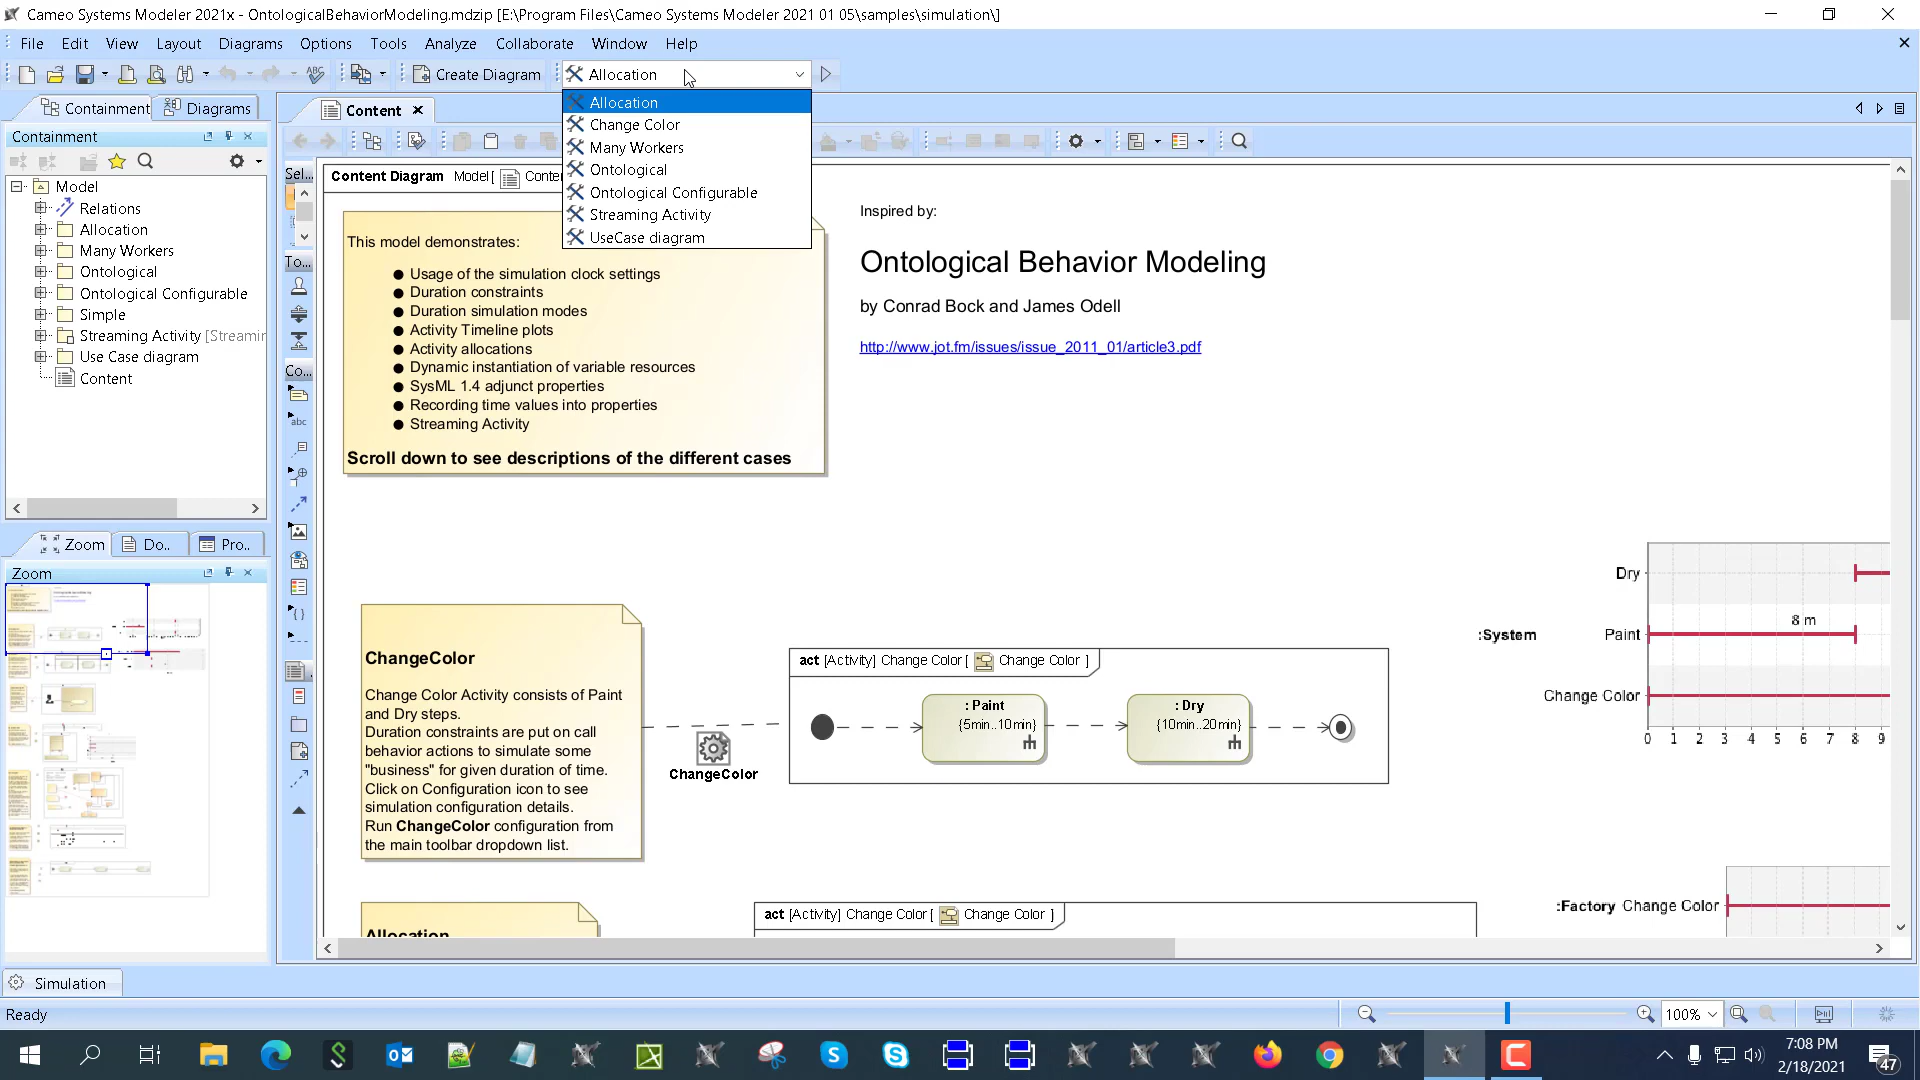 Cameo Systems Modeler 2021x - OntologicalBehaviorModeling.mdzip [E:\Program Files\Cameo Systems Modeler 2021 01 05\samples\simulation\]
File Edit View Layout Diagrams Options Tools Analyze Collaborate Window Help
Create Diagram
Allocation
Allocation
Change Color
Many Workers
Ontological
Ontological Configurable
Streaming Activity
UseCase diagram
Containment
Diagrams
Containment
Model
Relations
Allocation
Many Workers
Ontological
Ontological Configurable
Simple
Streaming Activity [Streamir
Use Case diagram
Content
Zoom
Do..
Pro..
Zoom
Content
Sel...
To...
Co...
abc
Content Diagram Model[ Conte
This model demonstrates:
● Usage of the simulation clock settings
● Duration constraints
● Duration simulation modes
● Activity Timeline plots
● Activity allocations
● Dynamic instantiation of variable resources
● SysML 1.4 adjunct properties
● Recording time values into properties
● Streaming Activity
Scroll down to see descriptions of the different cases
Inspired by:
Ontological Behavior Modeling
by Conrad Bock and James Odell
http://www.jot.fm/issues/issue_2011_01/article3.pdf
ChangeColor
Change Color Activity consists of Paint
and Dry steps.
Duration constraints are put on call
behavior actions to simulate some
"business" for given duration of time.
Click on Configuration icon to see
simulation configuration details.
Run ChangeColor configuration from
the main toolbar dropdown list.
ChangeColor
act [Activity] Change Color [ Change Color ]
: Paint
{5min..10min}
: Dry
{10min..20min}
Dry
8 m
:System
Paint
Change Color
0 1 2 3 4 5 6 7 8 9
Allocation
act [Activity] Change Color [ Change Color ]
:Factory Change Color
Simulation
Ready
100%
7:08 PM
2/18/2021
47